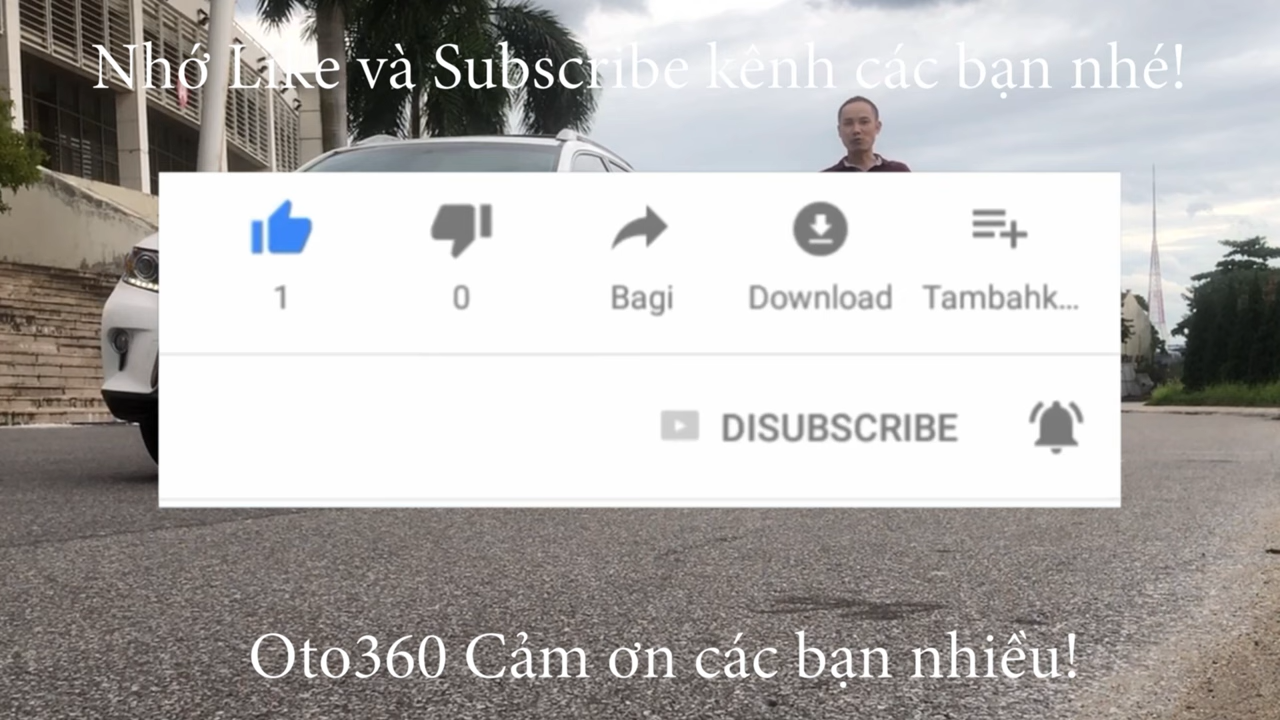 Nhớ Like và Subscribe kênh các bạn nhé!
1 0 Bagi Download Tambahk...
DISUBSCRIBE
Oto360 Cảm ơn các bạn nhiều!